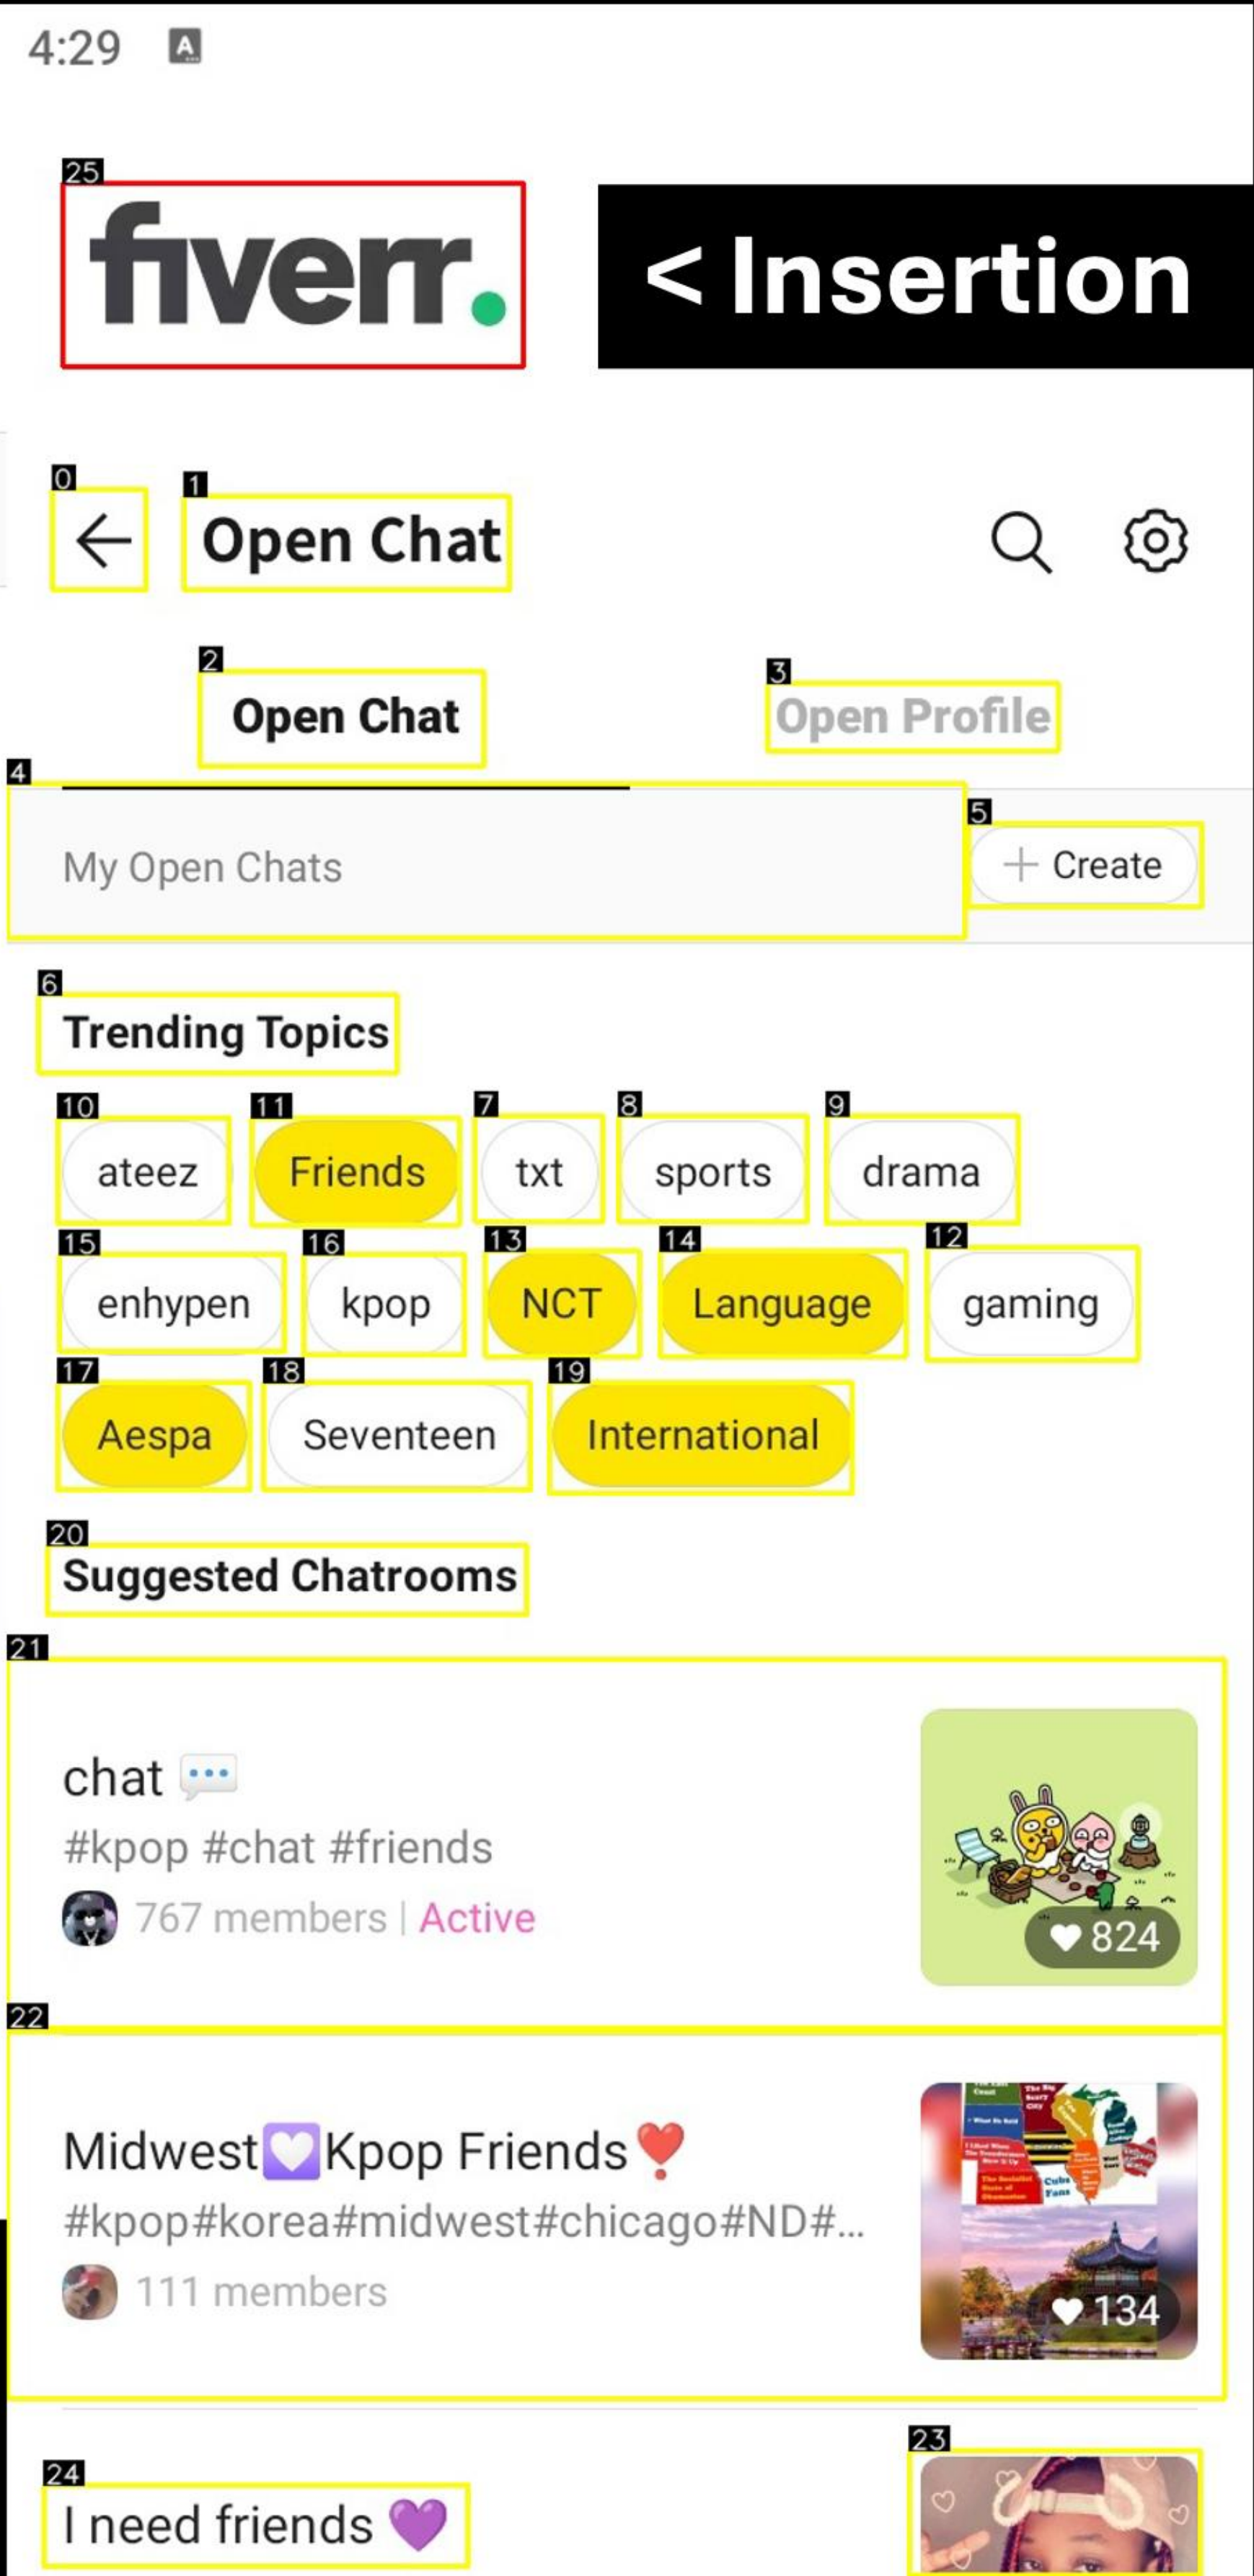 4:29 A
25
fiverr.
< Insertion
0
1
Open Chat
2
Open Chat
3
Open Profile
4
My Open Chats
5
+ Create
6
Trending Topics
10 11 7 8 9
ateez Friends txt sports drama
15 16 13 14 12
enhypen kpop NCT Language gaming
17 18 19
Aespa Seventeen International
20
Suggested Chatrooms
21
chat 💬
#kpop #chat #friends
767 members | Active
824
22
Midwest💟Kpop Friends❣️
#kpop#korea#midwest#chicago#ND#...
111 members
134
Cubs
Fans
23
24
I need friends 💜